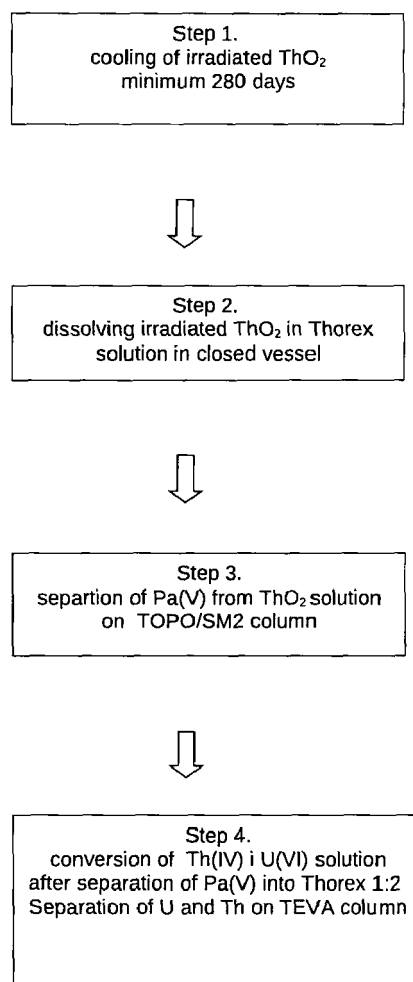 Step 1.
cooling of irradiated ThO₂
minimum 280 days
Step 2.
dissolving irradiated ThO₂ in Thorex
solution in closed vessel
Step 3.
separtion of Pa(V) from ThO₂ solution
on TOPO/SM2 column
Step 4.
conversion of Th(IV) i U(VI) solution
after separation of Pa(V) into Thorex 1:2
Separation of U and Th on TEVA column